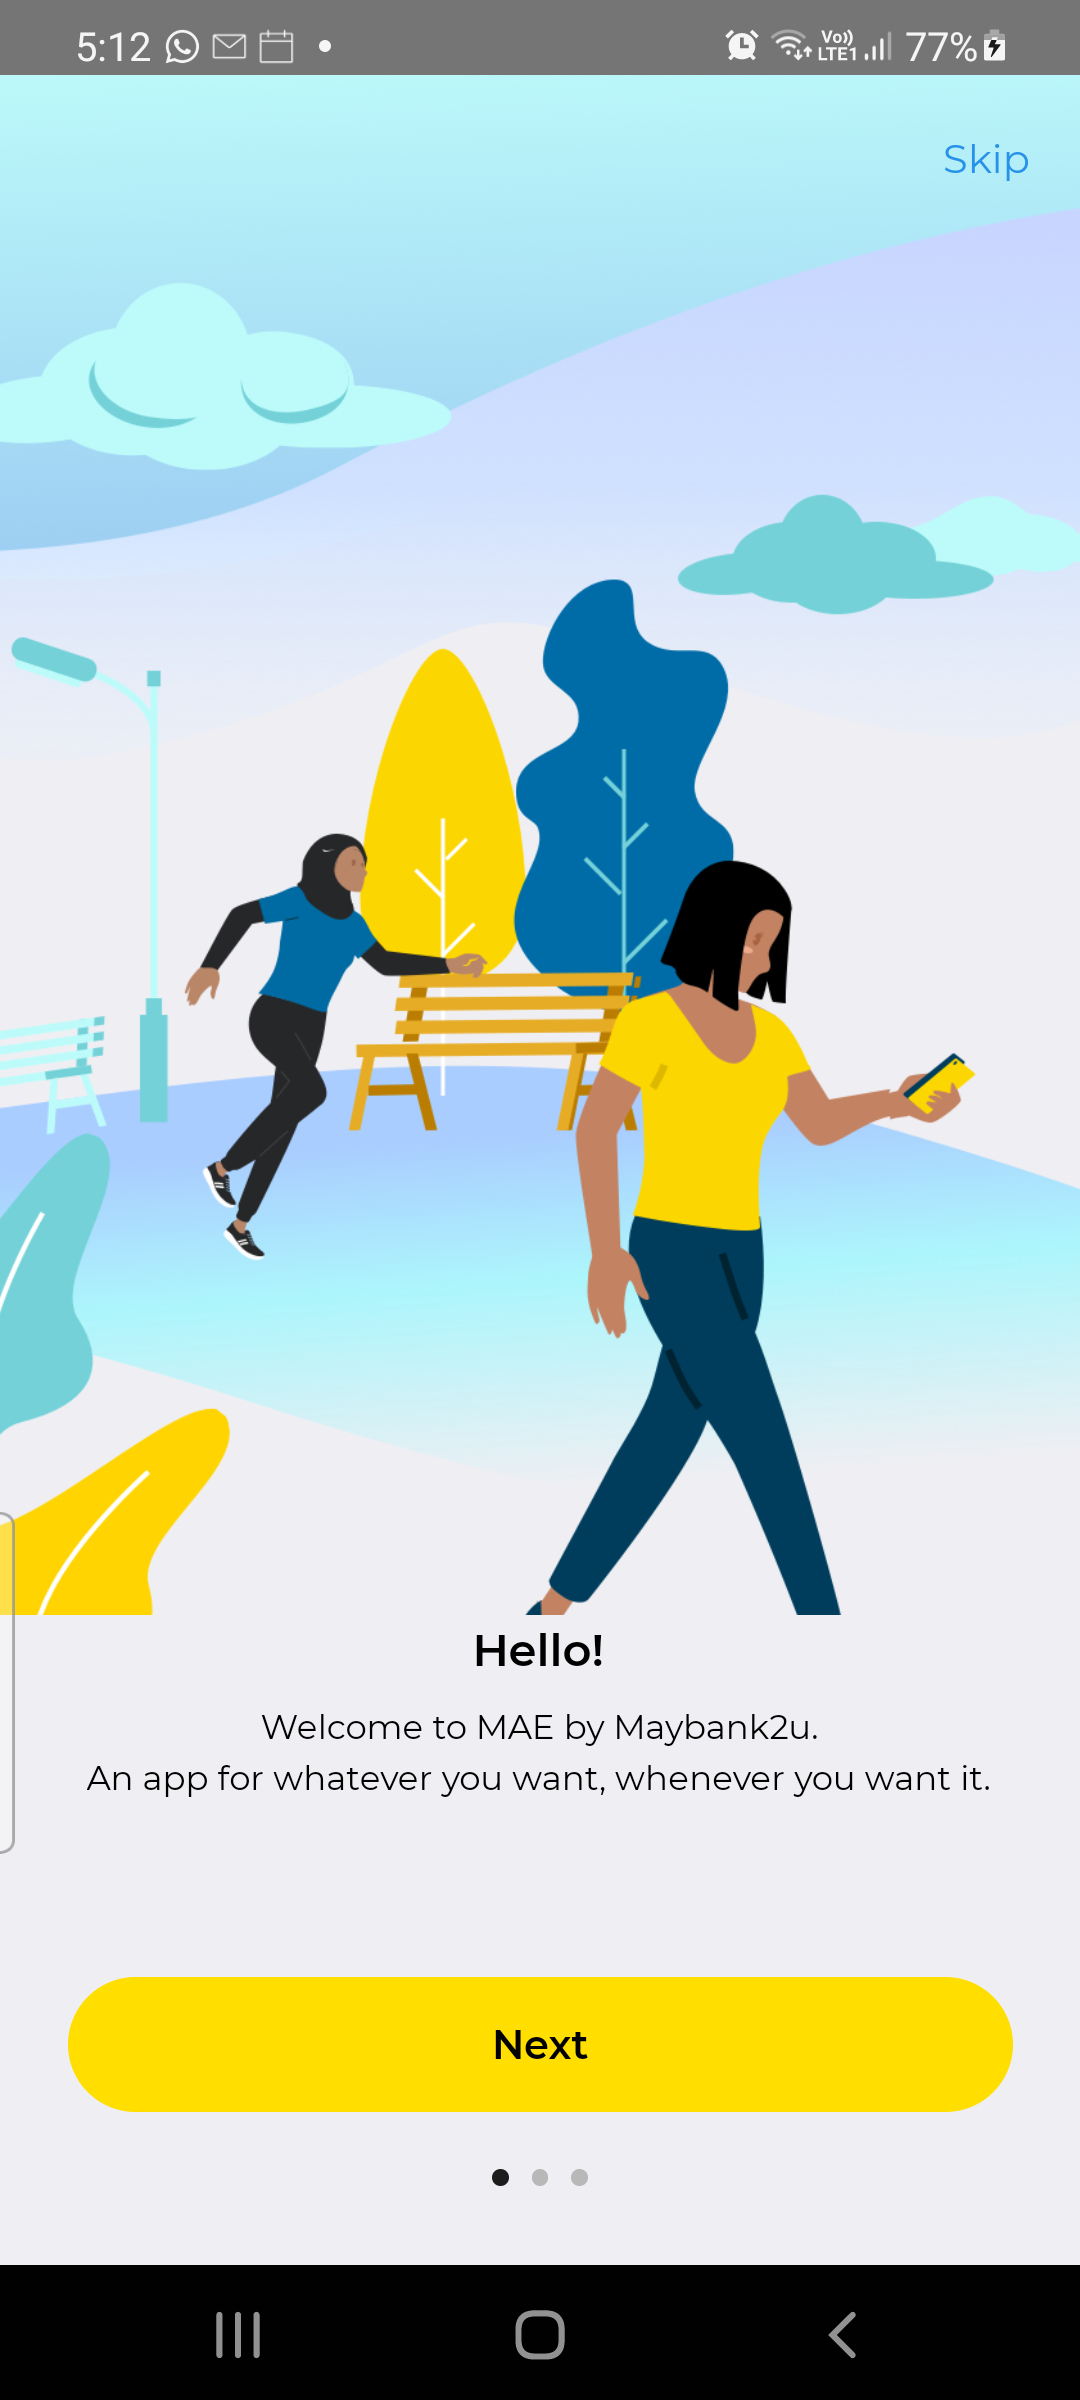 5:12
Vo)) LTE1 77%
Skip
Hello!
Welcome to MAE by Maybank2u.
An app for whatever you want, whenever you want it.
Next